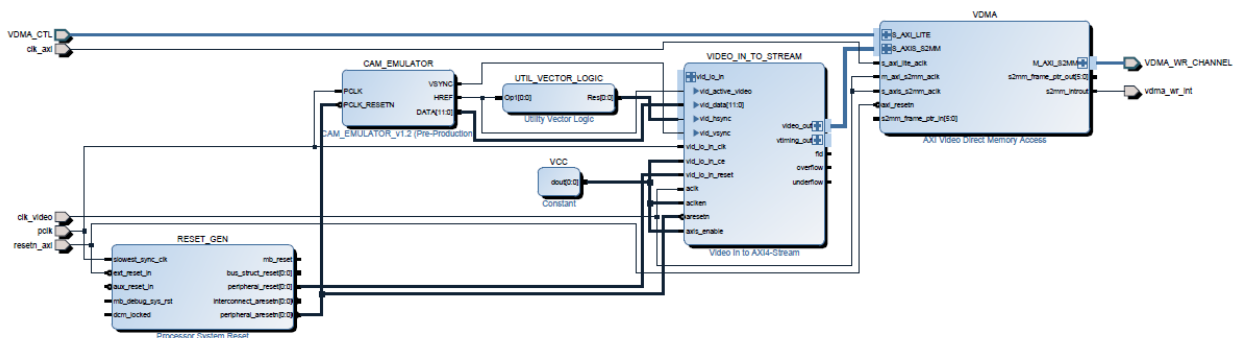 VDMA_CTL
clk_axi
clk_video
pclk
resetn_axi
RESET_GEN
slowest_sync_clk
ext_reset_in
aux_reset_in
mb_debug_sys_rst
dcm_locked
mb_reset
bus_struct_reset[0:0]
peripheral_reset[0:0]
interconnect_aresetn[0:0]
peripheral_aresetn[0:0]
Processor System Reset
CAM_EMULATOR
PCLK
PCLK_RESETN
VSYNC
HREF
DATA[11:0]
CAM_EMULATOR_v1.2 (Pre-Production
UTIL_VECTOR_LOGIC
Op1[0:0]
Res[0:0]
Utility Vector Logic
VCC
dout[0:0]
Constant
VIDEO_IN_TO_STREAM
vid_io_in
vid_active_video
vid_data[11:0]
vid_hsync
vid_vsync
vid_io_in_clk
vid_io_in_ce
vid_io_in_reset
aclk
aclken
aresetn
axis_enable
video_out
vtiming_out
fid
overflow
underflow
Video In to AXI4-Stream
VDMA
S_AXI_LITE
S_AXIS_S2MM
s_axi_lite_aclk
m_axi_s2mm_aclk
s_axis_s2mm_aclk
axi_resetn
s2mm_frame_ptr_in[5:0]
M_AXI_S2MM
s2mm_frame_ptr_out[5:0]
s2mm_introut
AXI Video Direct Memory Access
VDMA_WR_CHANNEL
vdma_wr_int